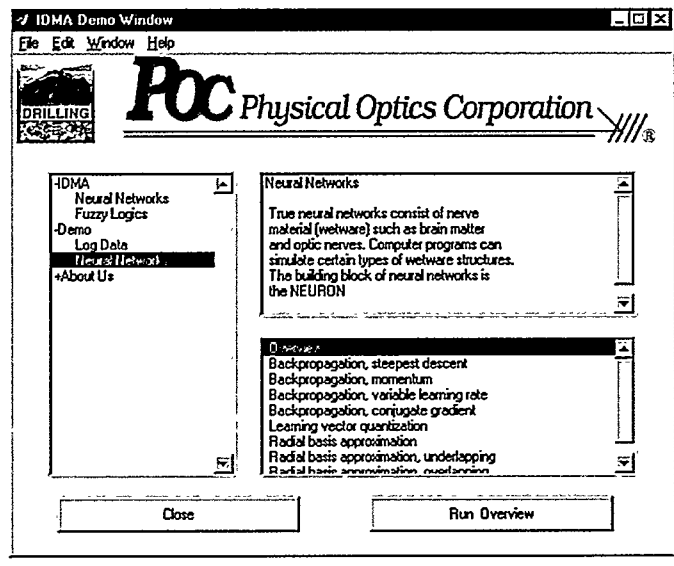 IDMA Demo Window
File Edit Window Help
DRILLING
POC Physical Optics Corporation ®
-IDMA
Neural Networks
Fuzzy Logics
-Demo
Log Data
Neural Network
+About Us
Neural Networks
True neural networks consist of nerve
material (wetware) such as brain matter
and optic nerves. Computer programs can
simulate certain types of wetware structures.
The building block of neural networks is
the NEURON
Overview
Backpropagation, steepest descent
Backpropagation, momentum
Backpropagation, variable learning rate
Backpropagation, conjugate gradient
Learning vector quantization
Radial basis approximation
Radial basis approximation, underlapping
Radial basis approximation, overlapping
Close
Run Overview